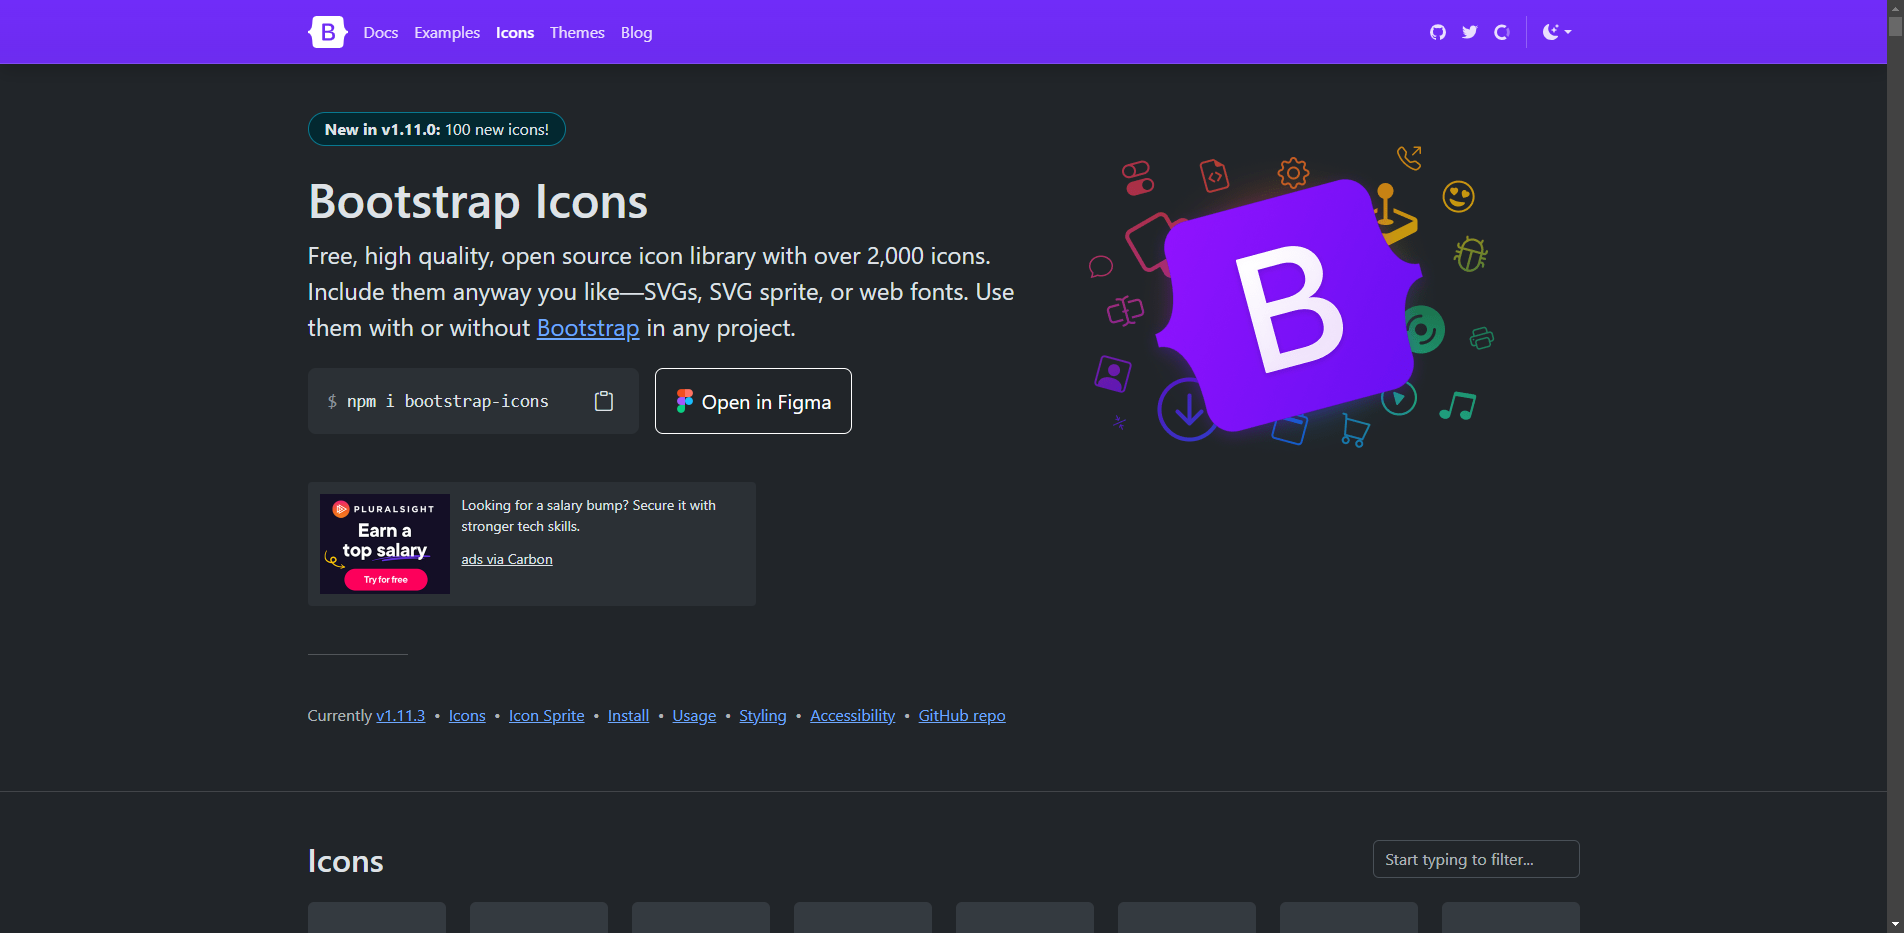 B Docs Examples Icons Themes Blog
New in v1.11.0: 100 new icons!
Bootstrap Icons
Free, high quality, open source icon library with over 2,000 icons.
Include them anyway you like—SVGs, SVG sprite, or web fonts. Use
them with or without Bootstrap in any project.
$ npm i bootstrap-icons
Open in Figma
B
PLURALSIGHT
Earn a
top salary
Try for free
Looking for a salary bump? Secure it with
stronger tech skills.
ads via Carbon
Currently v1.11.3 • Icons • Icon Sprite • Install • Usage • Styling • Accessibility • GitHub repo
Icons
Start typing to filter...